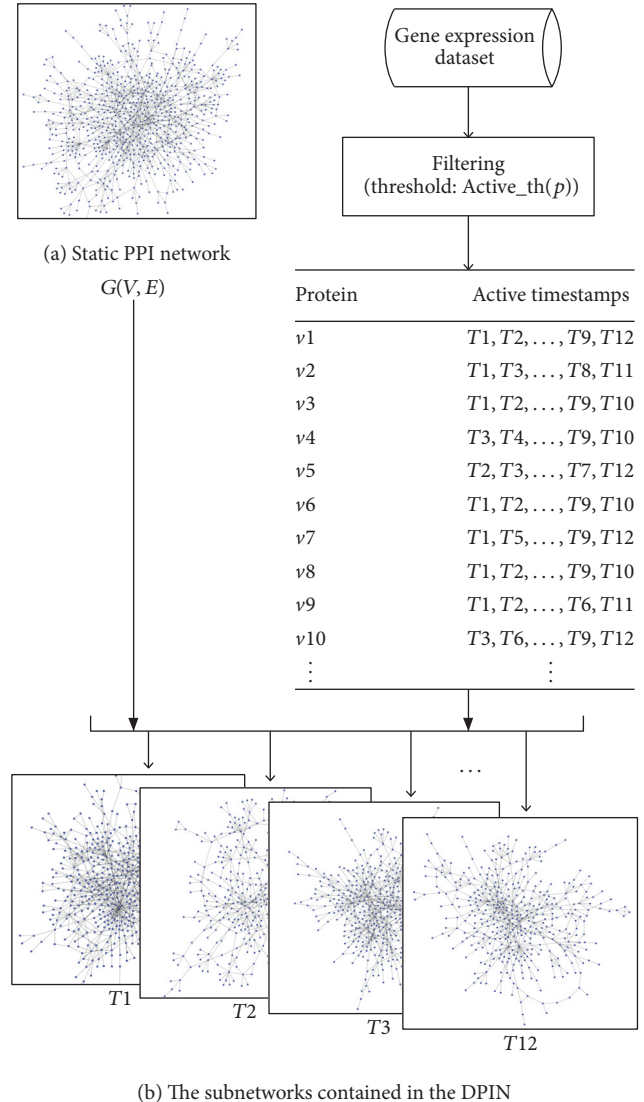 Gene expression
dataset
Filtering
(threshold: Active_th(p))
(a) Static PPI network
G(V, E)
Protein Active timestamps
v1 T1, T2, . . . , T9, T12
v2 T1, T3, . . . , T8, T11
v3 T1, T2, . . . , T9, T10
v4 T3, T4, . . . , T9, T10
v5 T2, T3, . . . , T7, T12
v6 T1, T2, . . . , T9, T10
v7 T1, T5, . . . , T9, T12
v8 T1, T2, . . . , T9, T10
v9 T1, T2, . . . , T6, T11
v10 T3, T6, . . . , T9, T12
⋮ ⋮
. . .
T1
T2
T3
T12
(b) The subnetworks contained in the DPIN